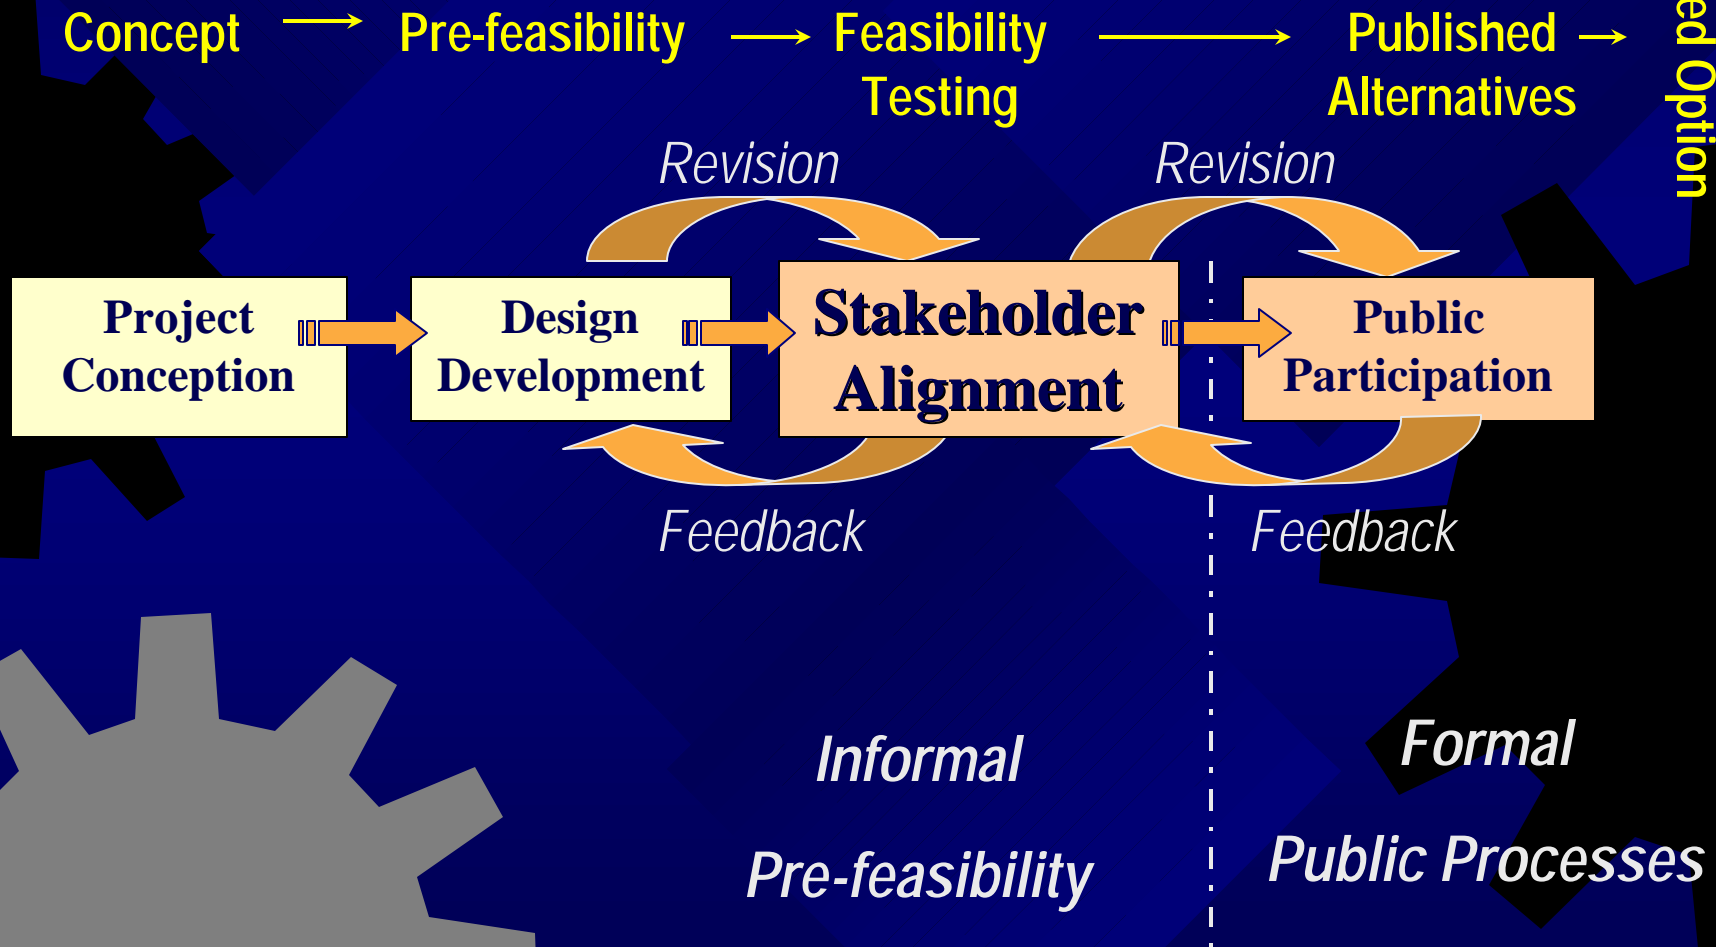 Concept
Pre-feasibility
Feasibility
Testing
Published
Alternatives
Option
Revision
Revision
Project
Conception
Design
Development
Stakeholder
Alignment
Public
Participation
Feedback
Feedback
Informal
Pre-feasibility
Formal
Public Processes